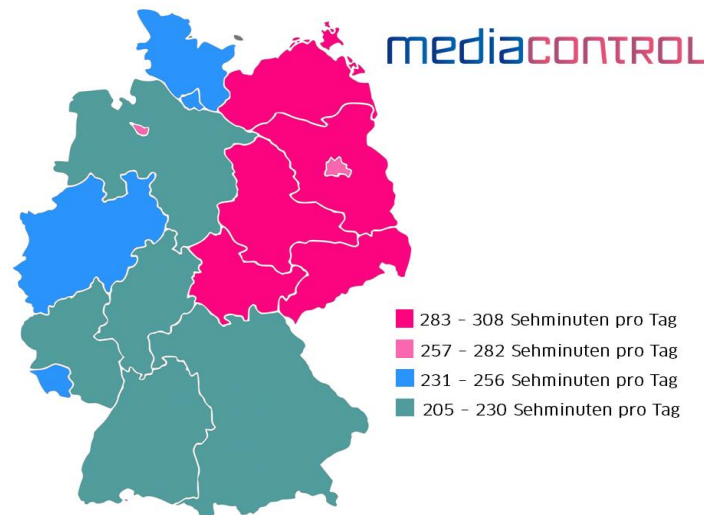 mediacontrol
283 - 308 Sehminuten pro Tag
257 - 282 Sehminuten pro Tag
231 - 256 Sehminuten pro Tag
205 - 230 Sehminuten pro Tag